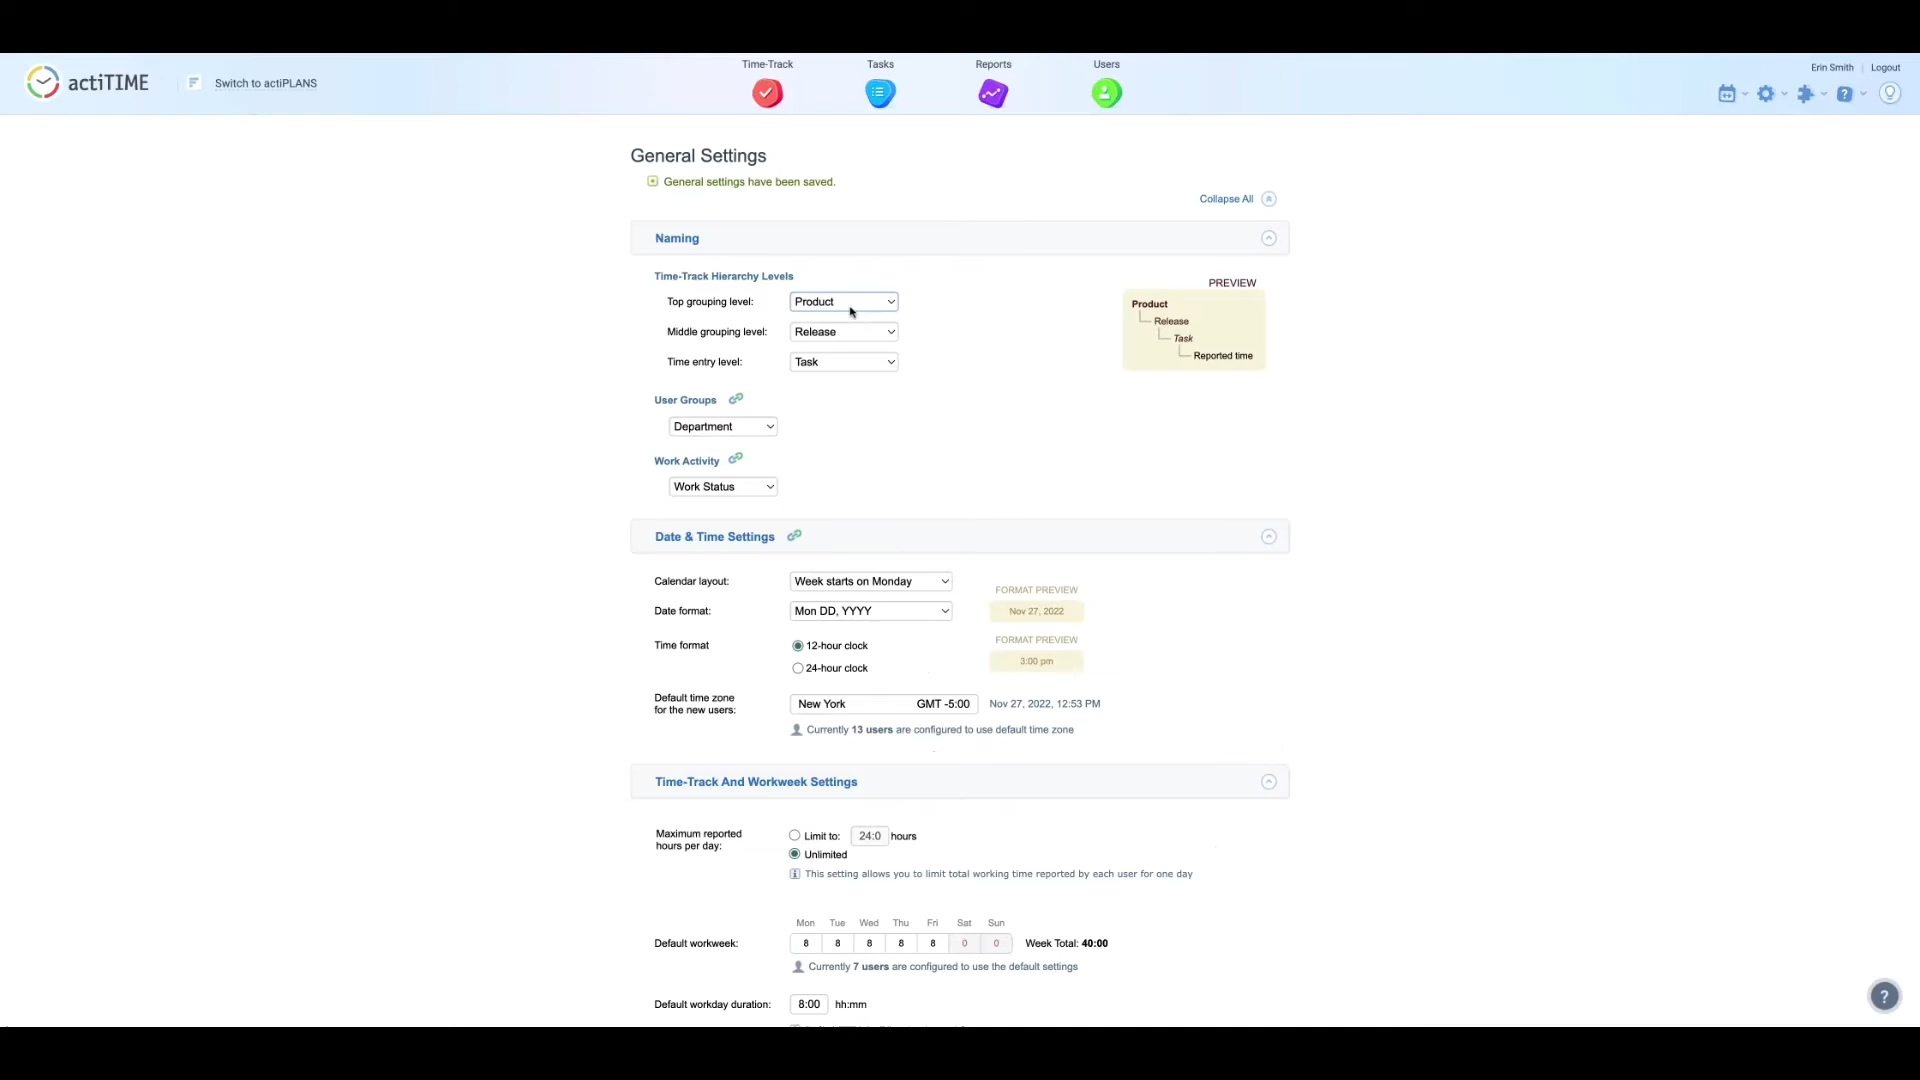 Time-Track Tasks Reports Users
Erin Smith Logout
actiTIME Switch to actiPLANS
General Settings
General settings have been saved.
Collapse All
Naming
Time-Track Hierarchy Levels
PREVIEW
Top grouping level: Product
Product
Release
Middle grouping level: Release
Task
Reported time
Time entry level: Task
User Groups
Department
Work Activity
Work Status
Date & Time Settings
Calendar layout: Week starts on Monday
FORMAT PREVIEW
Date format: Mon DD, YYYY Nov 27, 2022
FORMAT PREVIEW
Time format 12-hour clock
3:00 pm
24-hour clock
Default time zone
for the new users:
New York GMT -5:00 Nov 27, 2022, 12:53 PM
Currently 13 users are configured to use default time zone
Time-Track And Workweek Settings
Maximum reported
hours per day:
Limit to: 24:0 hours
Unlimited
This setting allows you to limit total working time reported by each user for one day
Mon Tue Wed Thu Fri Sat Sun
Default workweek: 8 8 8 8 8 0 0 Week Total: 40:00
Currently 7 users are configured to use the default settings
Default workday duration: 8:00 hh:mm
?